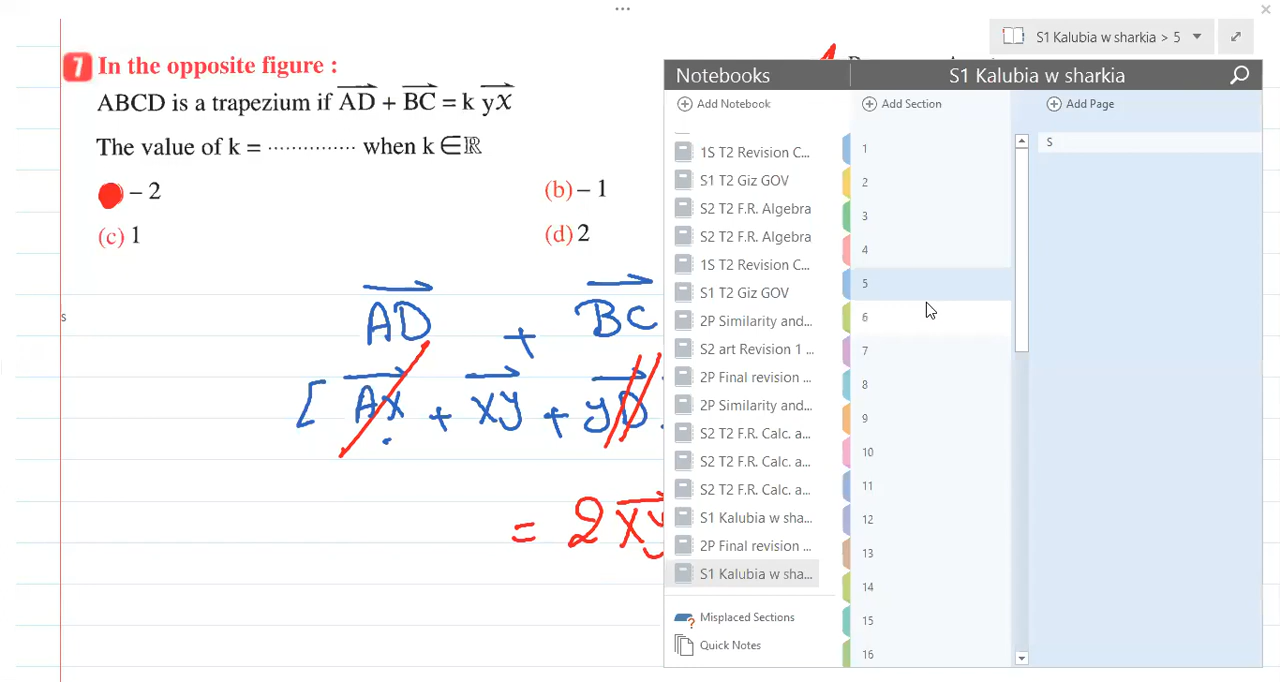 S1 Kalubia w sharkia > 5
7 In the opposite figure :
ABCD is a trapezium if AD + BC = k yX
The value of k = ............... when k ∈ ℝ
– 2
(b) – 1
(c) 1
(d) 2
AD + BC
[ AX + XY + YD
= 2 XY
s
Notebooks
S1 Kalubia w sharkia
Add Notebook
Add Section
Add Page
1S T2 Revision C...
S1 T2 Giz GOV
S2 T2 F.R. Algebra
S2 T2 F.R. Algebra
1S T2 Revision C...
S1 T2 Giz GOV
2P Similarity and...
S2 art Revision 1 ...
2P Final revision ...
2P Similarity and...
S2 T2 F.R. Calc. a...
S2 T2 F.R. Calc. a...
S2 T2 F.R. Calc. a...
S1 Kalubia w sha...
2P Final revision ...
S1 Kalubia w sha...
Misplaced Sections
Quick Notes
1
2
3
4
5
6
7
8
9
10
11
12
13
14
15
16
S